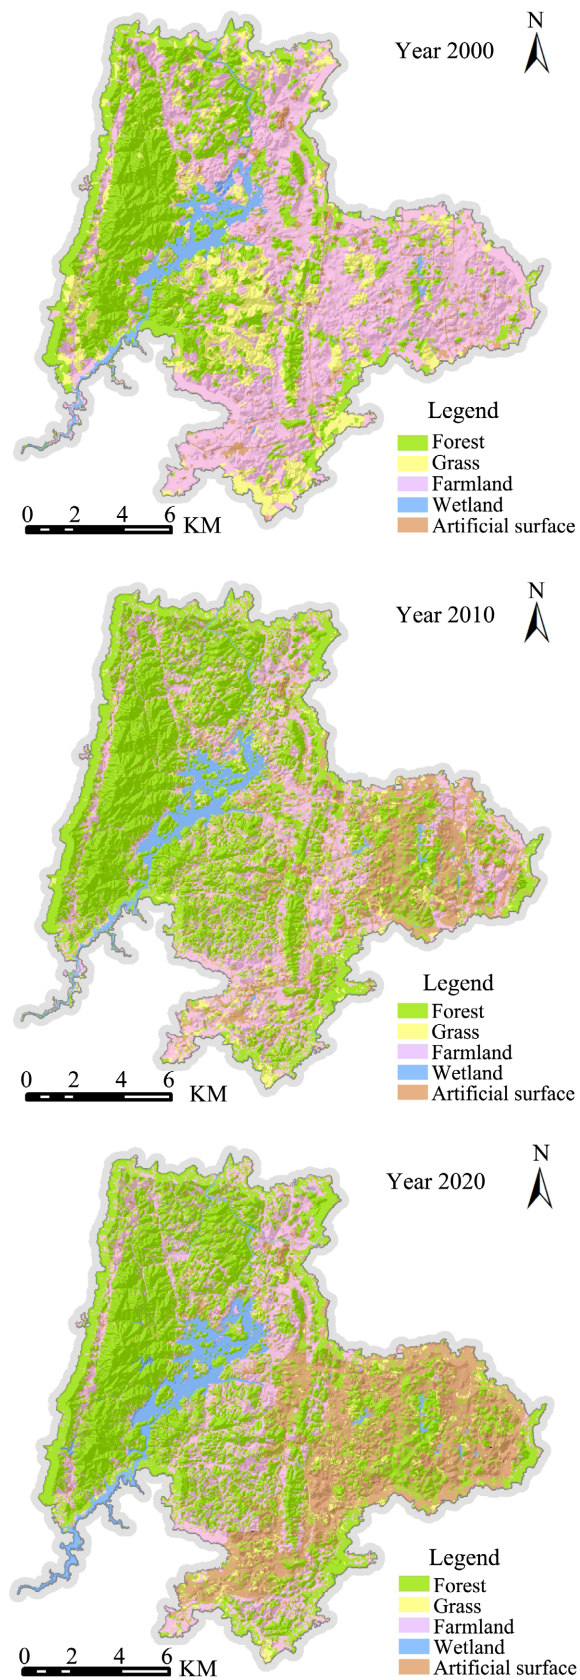 N
Year 2000
Legend
Forest
Grass
Farmland
Wetland
Artificial surface
0 2 4 6
KM
N
Year 2010
Legend
Forest
Grass
Farmland
Wetland
Artificial surface
0 2 4 6
KM
N
Year 2020
Legend
Forest
Grass
Farmland
Wetland
Artificial surface
0 2 4 6
KM